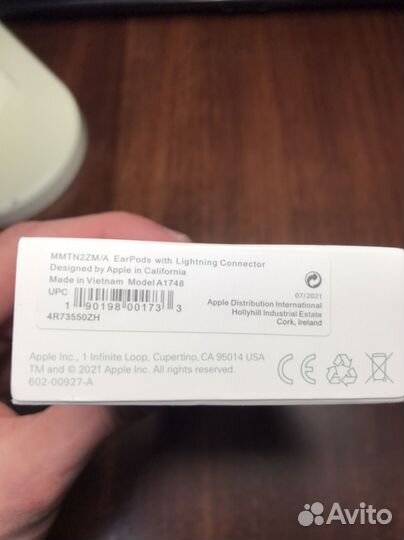 MMTN2ZM/A EarPods with Lightning Connector
Designed by Apple in California
Made in Vietnam Model A1748
UPC
1 90198 00173 3
4R73550ZH
07/2021
Apple Distribution International
Hollyhill Industrial Estate
Cork, Ireland
Apple Inc., 1 Infinite Loop, Cupertino, CA 95014 USA
TM and © 2021 Apple Inc. All rights reserved.
602-00927-A
CE
Avito